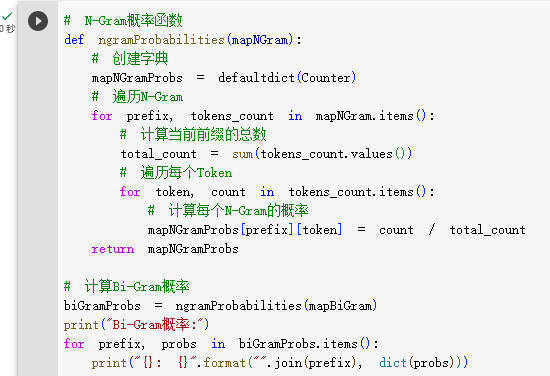 # N-Gram概率函数
def ngramProbabilities(mapNGram):
    # 创建字典
    mapNGramProbs = defaultdict(Counter)
    # 遍历N-Gram
    for prefix, tokens_count in mapNGram.items():
        # 计算当前前缀的总数
        total_count = sum(tokens_count.values())
        # 遍历每个Token
        for token, count in tokens_count.items():
            # 计算每个N-Gram的概率
            mapNGramProbs[prefix][token] = count / total_count
    return mapNGramProbs

# 计算Bi-Gram概率
biGramProbs = ngramProbabilities(mapBiGram)
print("Bi-Gram概率:")
for prefix, probs in biGramProbs.items():
    print("{}: {}".format("".join(prefix), dict(probs)))
0 秒